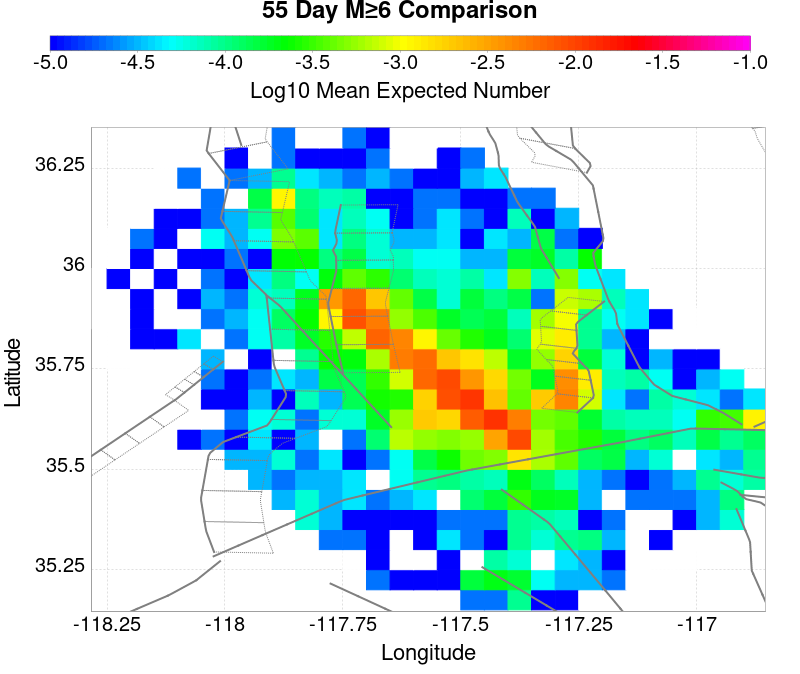 55 Day M≥6 Comparison
-5.0 -4.5 -4.0 -3.5 -3.0 -2.5 -2.0 -1.5 -1.0
Log10 Mean Expected Number
36.25
36
35.75
35.5
35.25
Latitude
-118.25 -118 -117.75 -117.5 -117.25 -117
Longitude